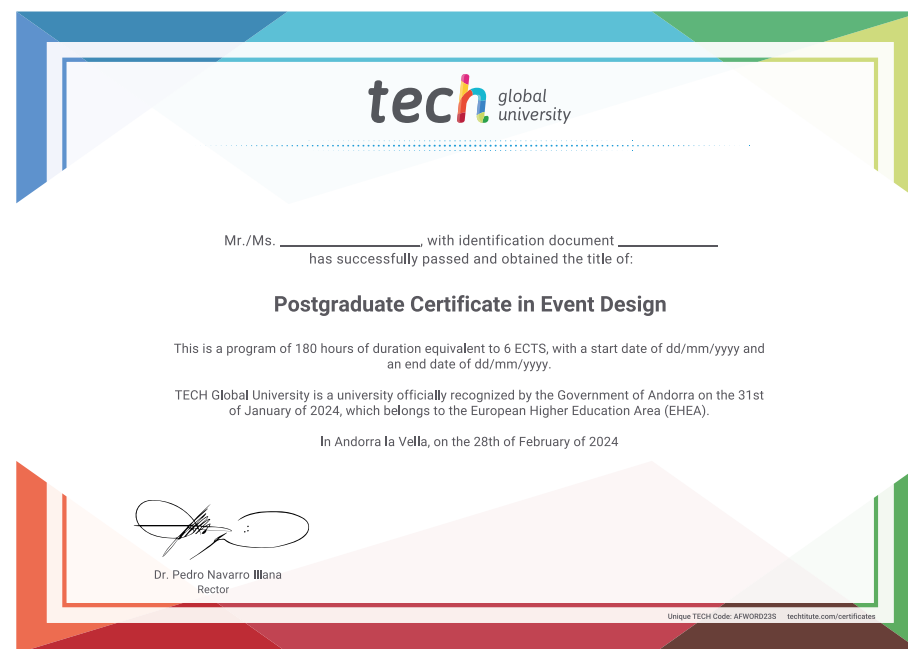 tech global university
Mr./Ms. ____________, with identification document ____________
has successfully passed and obtained the title of:
Postgraduate Certificate in Event Design
This is a program of 180 hours of duration equivalent to 6 ECTS, with a start date of dd/mm/yyyy and
an end date of dd/mm/yyyy.
TECH Global University is a university officially recognized by the Government of Andorra on the 31st
of January of 2024, which belongs to the European Higher Education Area (EHEA).
In Andorra la Vella, on the 28th of February of 2024
Dr. Pedro Navarro Illana
Rector
Unique TECH Code: AFWORD23S techtitute.com/certificates